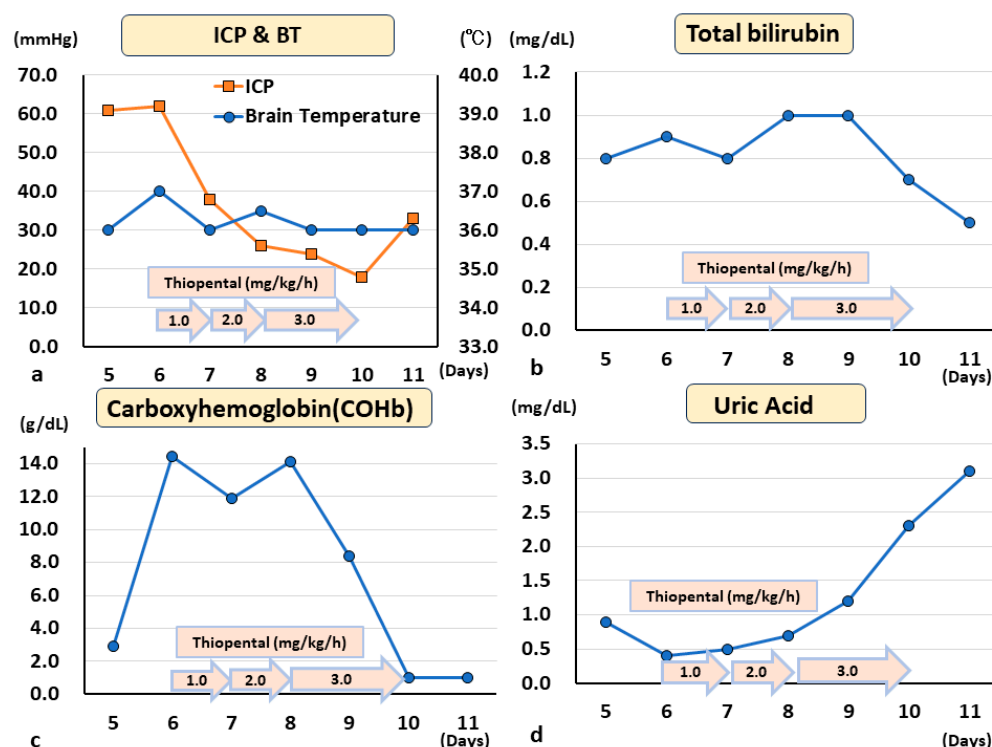 ICP & BT
(mmHg)
(℃)
70.0
60.0
50.0
40.0
30.0
20.0
10.0
0.0
40.0
39.0
38.0
37.0
36.0
35.0
34.0
33.0
ICP
Brain Temperature
Thiopental (mg/kg/h)
1.0 2.0 3.0
5 6 7 8 9 10 11
(Days)
a
Total bilirubin
(mg/dL)
1.2
1.0
0.8
0.6
0.4
0.2
0.0
Thiopental (mg/kg/h)
1.0 2.0 3.0
5 6 7 8 9 10 11
(Days)
b
Carboxyhemoglobin(COHb)
(g/dL)
14.0
12.0
8.0
4.0
2.0
0.0
Thiopental (mg/kg/h)
1.0 2.0 3.0
5 6 7 8 9 10 11
(Days)
c
Uric Acid
(mg/dL)
3.5
3.0
2.5
2.0
1.5
1.0
0.5
0.0
Thiopental (mg/kg/h)
1.0 2.0 3.0
5 6 7 8 9 10 11
(Days)
d